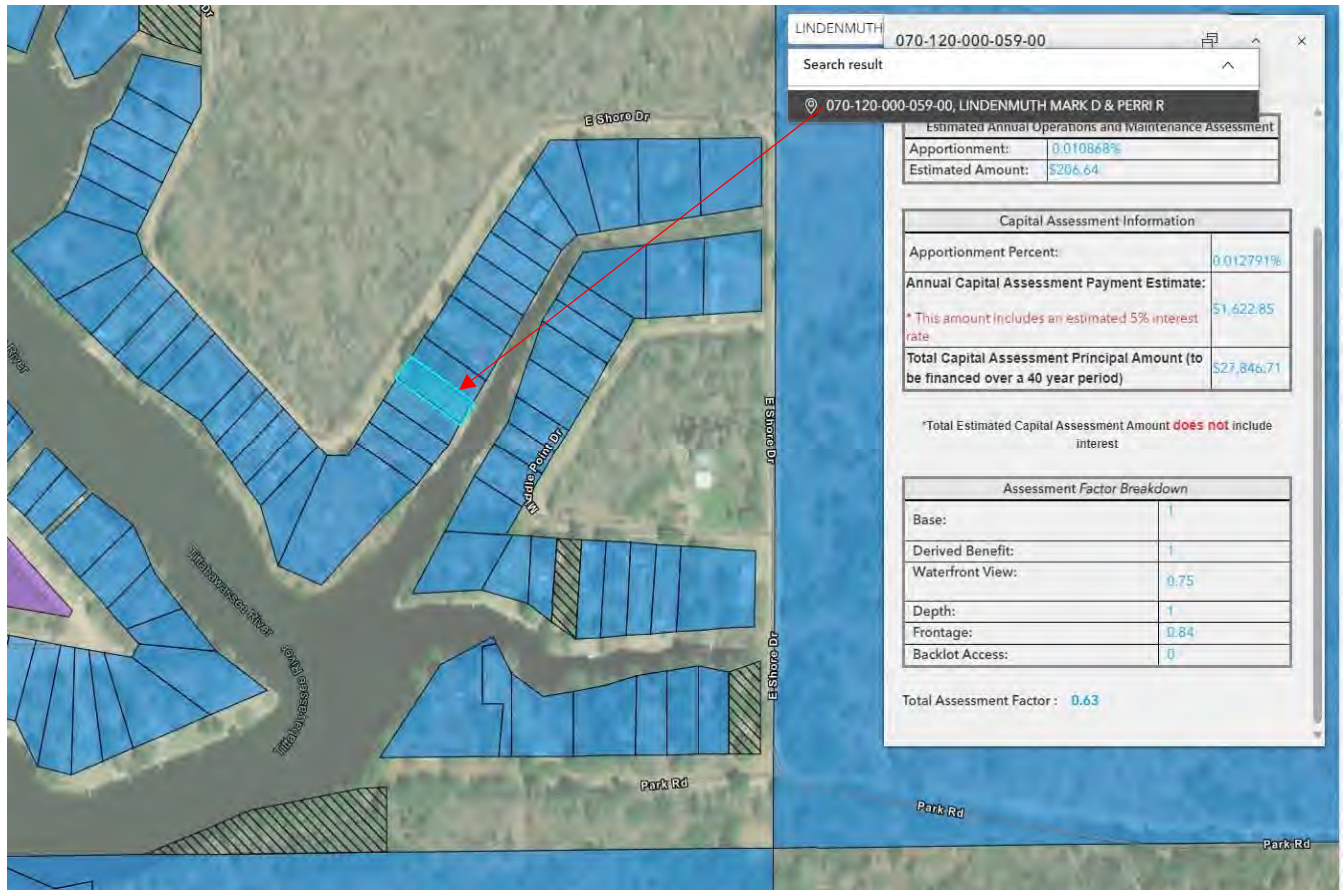 Dr
LINDENMUTH
070-120-000-059-00
Search result
070-120-000-059-00, LINDENMUTH MARK D & PERRI R
Estimated Annual Operations and Maintenance Assessment
Apportionment: 0.010868%
Estimated Amount: $206.64
Capital Assessment Information
Apportionment Percent: 0.012791%
Annual Capital Assessment Payment Estimate:
* This amount includes an estimated 5% interest
rate
$1,622.85
Total Capital Assessment Principal Amount (to
be financed over a 40 year period)
$27,846.71
*Total Estimated Capital Assessment Amount does not include
interest
Assessment Factor Breakdown
Base: 1
Derived Benefit: 1
Waterfront View: 0.75
Depth: 1
Frontage: 0.84
Backlot Access: 0
Total Assessment Factor : 0.63
E Shore Dr
River
E Shore Dr
Middle Point Dr
Tittabawassee River
Tittabawassee River
E Shore Dr
Park Rd
Park Rd
Park Rd